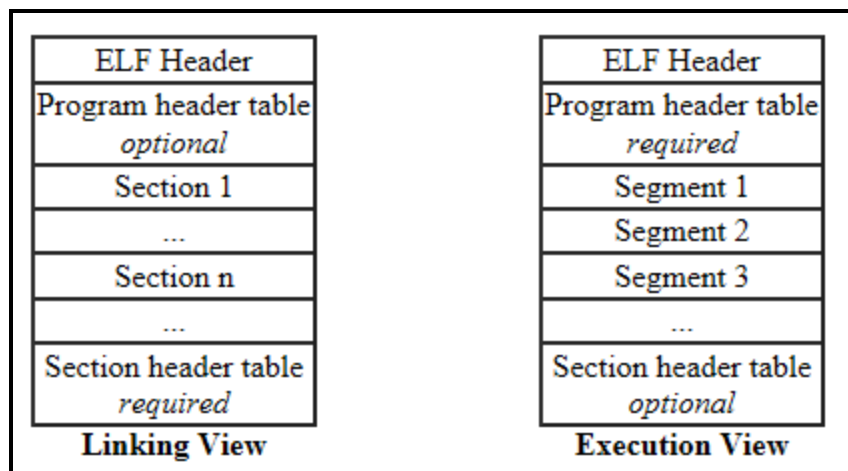 ELF Header
Program header table
optional
Section 1
...
Section n
...
Section header table
required
Linking View
ELF Header
Program header table
required
Segment 1
Segment 2
Segment 3
...
Section header table
optional
Execution View